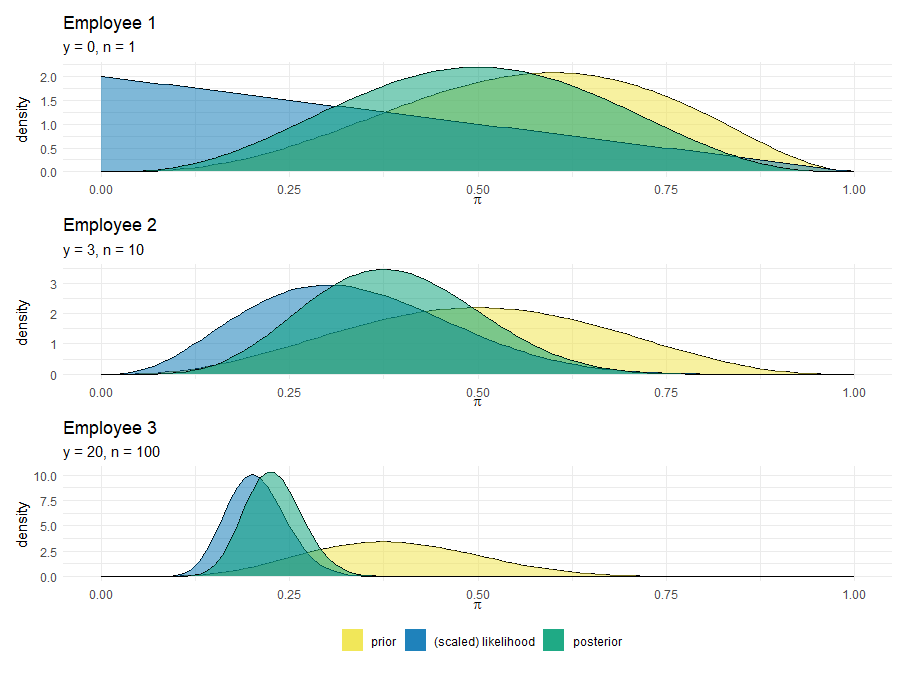 Employee 1
y = 0, n = 1
density
2.0
1.5
1.0
0.5
0.0
0.00 0.25 0.50 0.75 1.00
π
Employee 2
y = 3, n = 10
density
3
2
1
0
0.00 0.25 0.50 0.75 1.00
π
Employee 3
y = 20, n = 100
density
10.0
7.5
5.0
2.5
0.0
0.00 0.25 0.50 0.75 1.00
π
prior (scaled) likelihood posterior